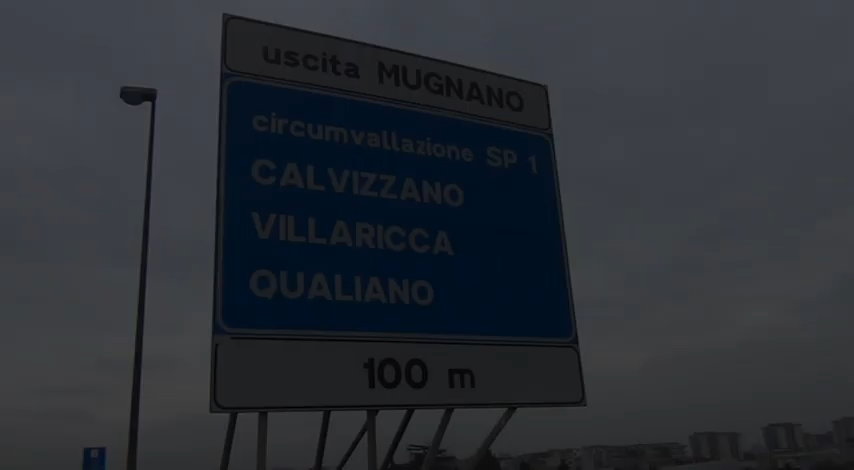 uscita MUGNANO
circumvallazione SP 1
CALVIZZANO
VILLARICCA
QUALIANO
100 m